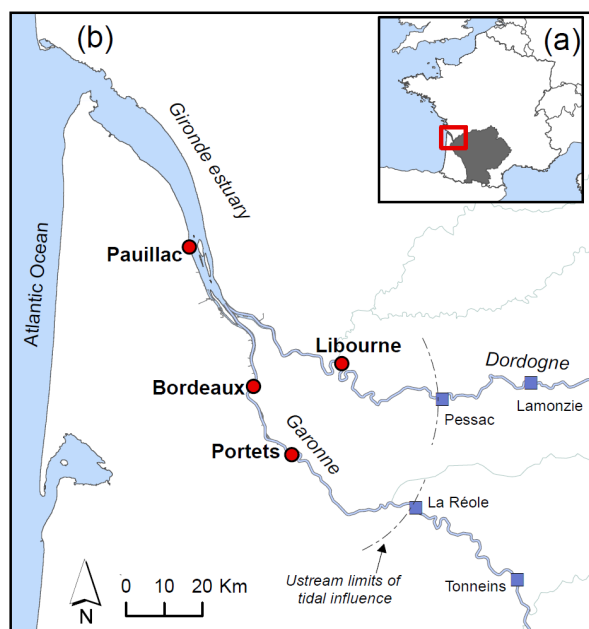 (b)
(a)
Gironde estuary
Pauillac
Atlantic Ocean
Libourne
Dordogne
Bordeaux
Pessac
Lamonzie
Garonne
Portets
La Réole
Ustream limits of
tidal influence
Tonneins
N
0 10 20 Km